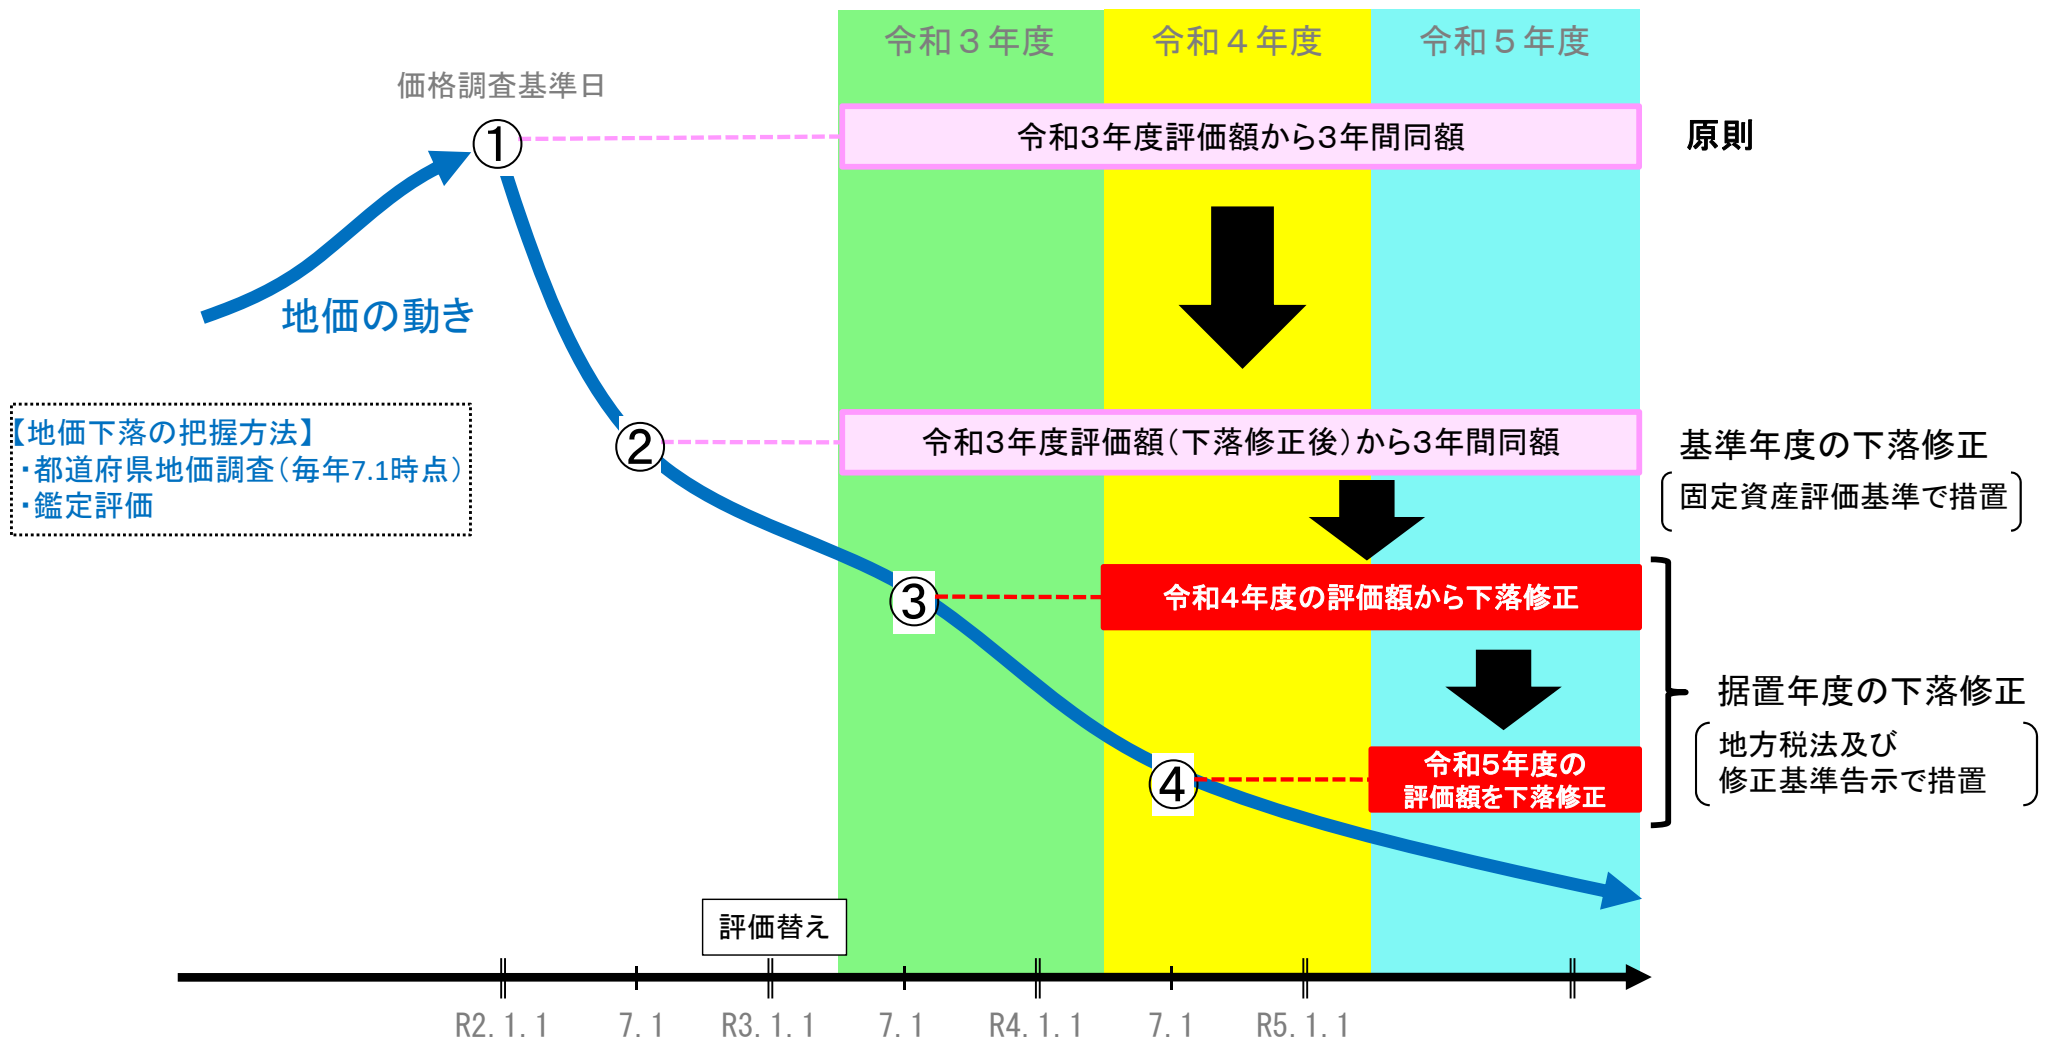 令和３年度
令和４年度
令和５年度
価格調査基準日
①
令和3年度評価額から3年間同額
原則
地価の動き
【地価下落の把握方法】
・都道府県地価調査（毎年7.1時点）
・鑑定評価
②
令和3年度評価額（下落修正後）から3年間同額
基準年度の下落修正
固定資産評価基準で措置
③
令和4年度の評価額から下落修正
据置年度の下落修正
地方税法及び
修正基準告示で措置
④
令和5年度の
評価額を下落修正
評価替え
R2.1.1
7.1
R3.1.1
7.1
R4.1.1
7.1
R5.1.1